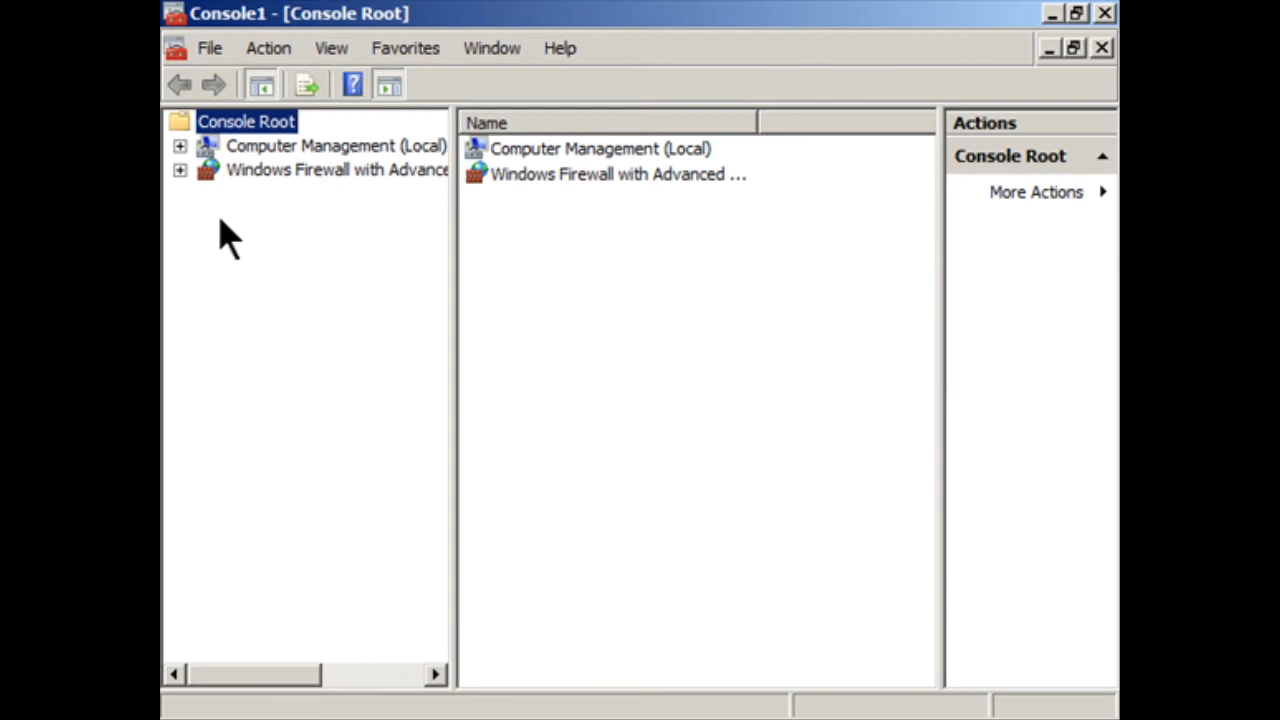 Console1 - [Console Root]
File Action View Favorites Window Help
Console Root
Computer Management (Local)
Windows Firewall with Advance
Name
Computer Management (Local)
Windows Firewall with Advanced ...
Actions
Console Root
More Actions